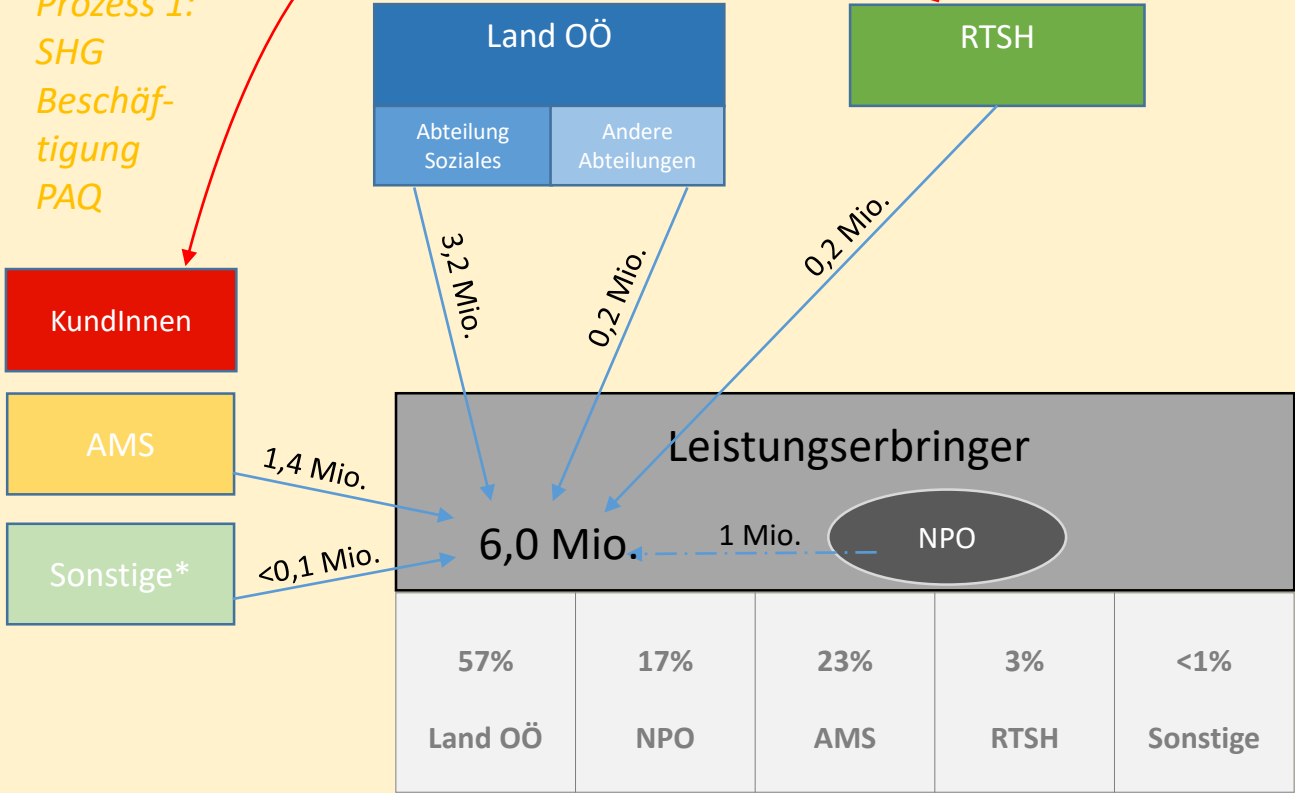 Prozess 1:
SHG
Beschäf-
tigung
PAQ
Land OÖ
Abteilung
Soziales
Andere
Abteilungen
RTSH
3,2 Mio.
0,2 Mio.
0,2 Mio.
KundInnen
AMS
1,4 Mio.
Sonstige*
<0,1 Mio.
Leistungserbringer
6,0 Mio.
1 Mio.
NPO
57%
17%
23%
3%
<1%
Land OÖ
NPO
AMS
RTSH
Sonstige